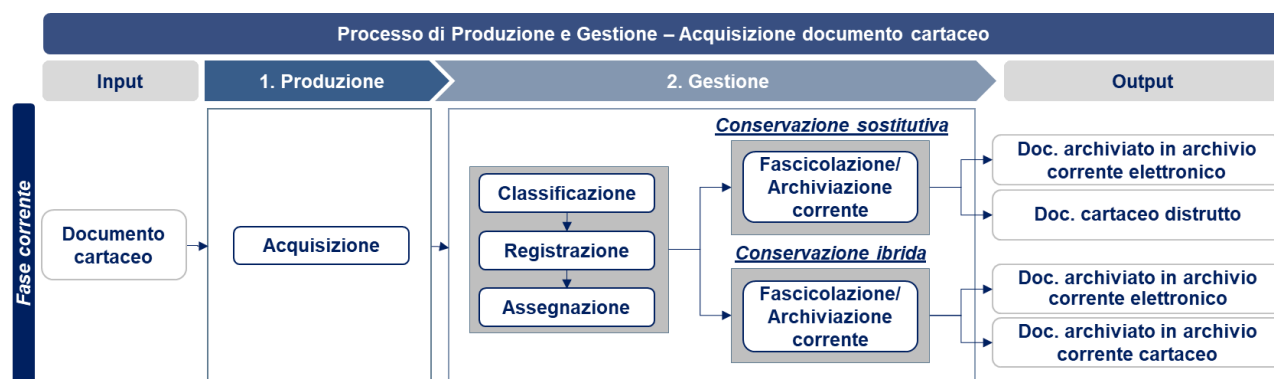 Processo di Produzione e Gestione – Acquisizione documento cartaceo
Input
1. Produzione
2. Gestione
Output
Fase corrente
Documento
cartaceo
Acquisizione
Classificazione
Registrazione
Assegnazione
Conservazione sostitutiva
Fascicolazione/
Archiviazione
corrente
Conservazione ibrida
Fascicolazione/
Archiviazione
corrente
Doc. archiviato in archivio
corrente elettronico
Doc. cartaceo distrutto
Doc. archiviato in archivio
corrente elettronico
Doc. archiviato in archivio
corrente cartaceo